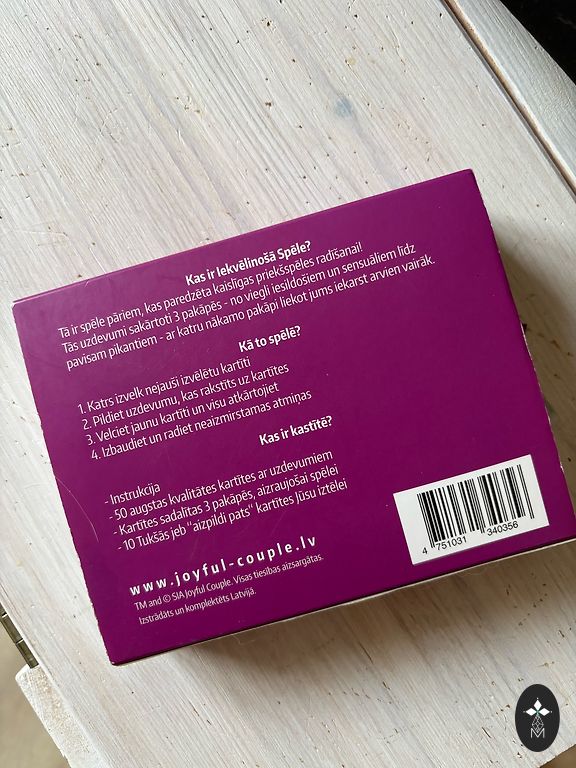 Kas ir Iekvēlinošā Spēle?
Tā ir spēle pāriem, kas paredzēta kaislīgas priekšspēles radīšanai!
Tās uzdevumi sakārtoti 3 pakāpēs - no viegli iesildošiem un sensuāliem līdz
pavisam pikantiem - ar katru nākamo pakāpi liekot jums iekarst arvien vairāk.
Kā to spēlē?
1. Katrs izvelk nejauši izvēlētu kartīti
2. Pildiet uzdevumu, kas rakstīts uz kartītes
3. Velciet jaunu kartīti un visu atkārtojiet
4. Izbaudiet un radiet neaizmirstamas atmiņas
Kas ir kastītē?
- Instrukcija
- 50 augstas kvalitātes kartītes ar uzdevumiem
- Kartītes sadalītas 3 pakāpēs, aizraujošai spēlei
- 10 Tukšās jeb "aizpildi pats" kartītes Jūsu iztēlei
www.joyful-couple.lv
TM and © SIA Joyful Couple. Visas tiesības aizsargātas.
Izstrādāts un komplektēts Latvijā.
4 751031 340356
M